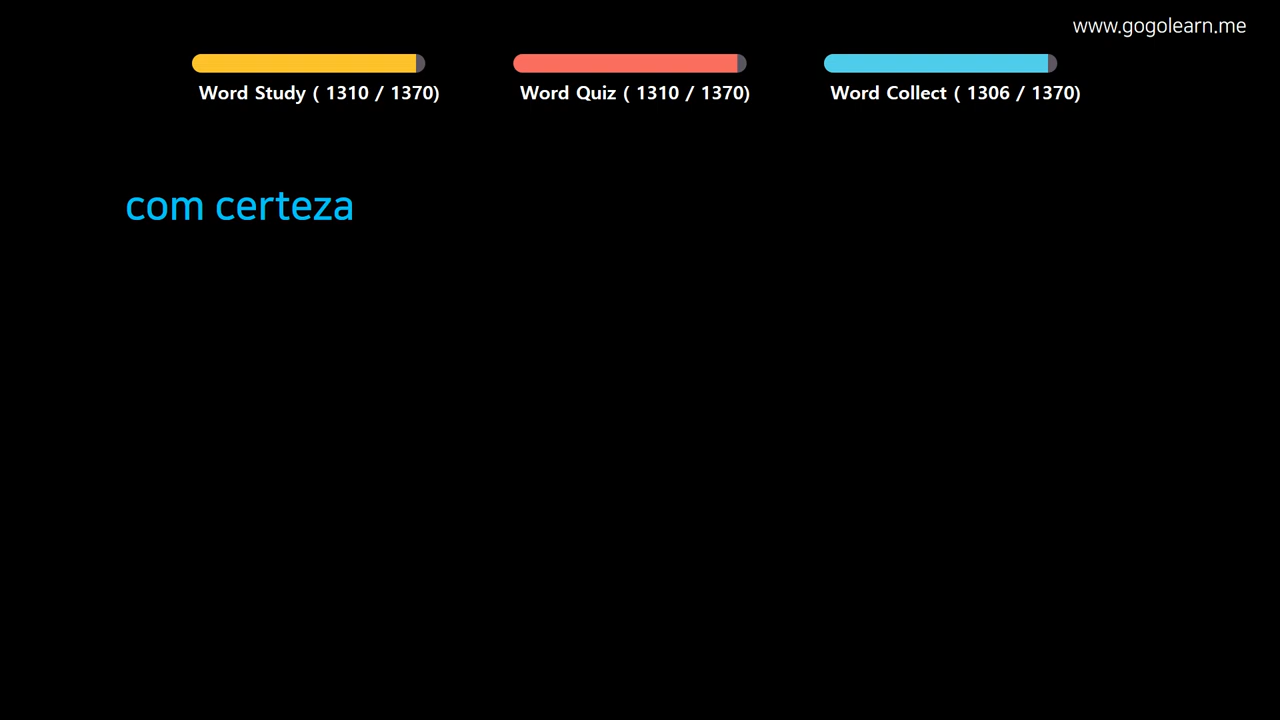 www.gogolearn.me
Word Study ( 1310 / 1370)
Word Quiz ( 1310 / 1370)
Word Collect ( 1306 / 1370)
com certeza